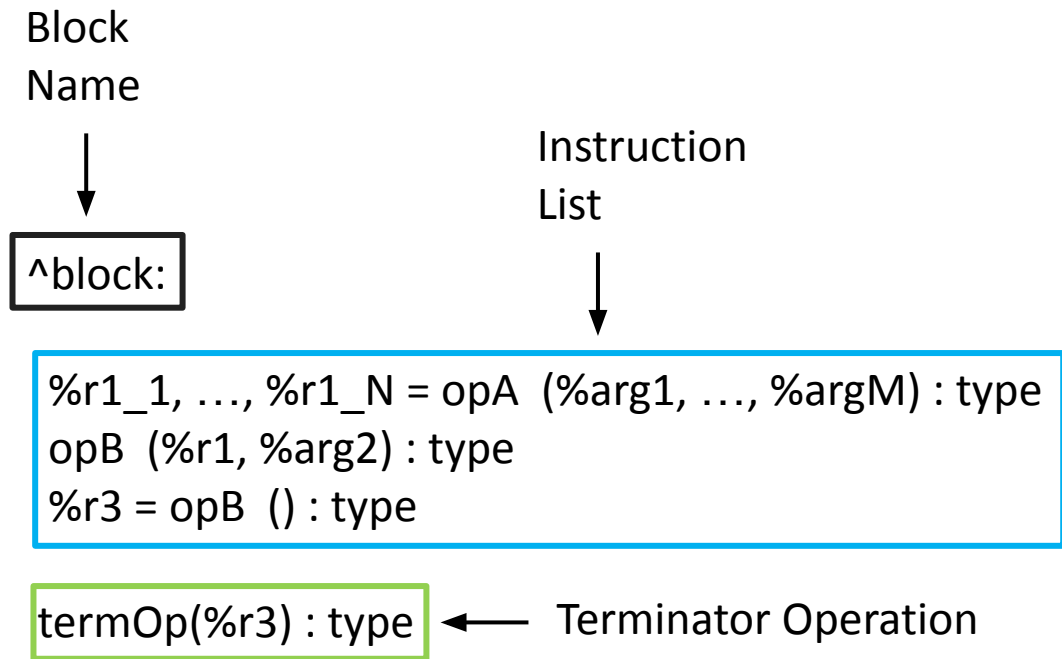 Block
Name
Instruction
List
^block:
%r1_1, …, %r1_N = opA (%arg1, …, %argM) : type
opB (%r1, %arg2) : type
%r3 = opB () : type
termOp(%r3) : type
Terminator Operation